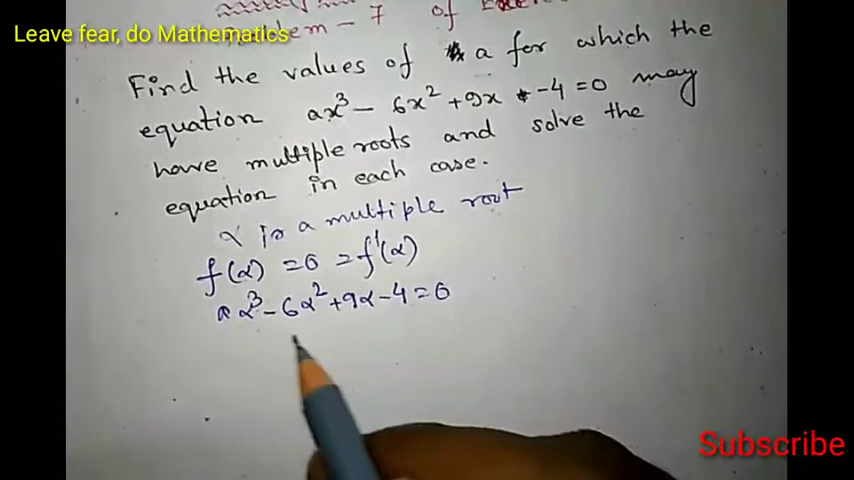 Leave fear, do Mathematics
- 7 of
Find the values of a for which the
equation ax³ - 6x² + 9x - 4 = 0 may
have multiple roots and solve the
equation in each case.
α is a multiple root
f(α) = 0 = f'(α)
aα³ - 6α² + 9α - 4 = 0
Subscribe